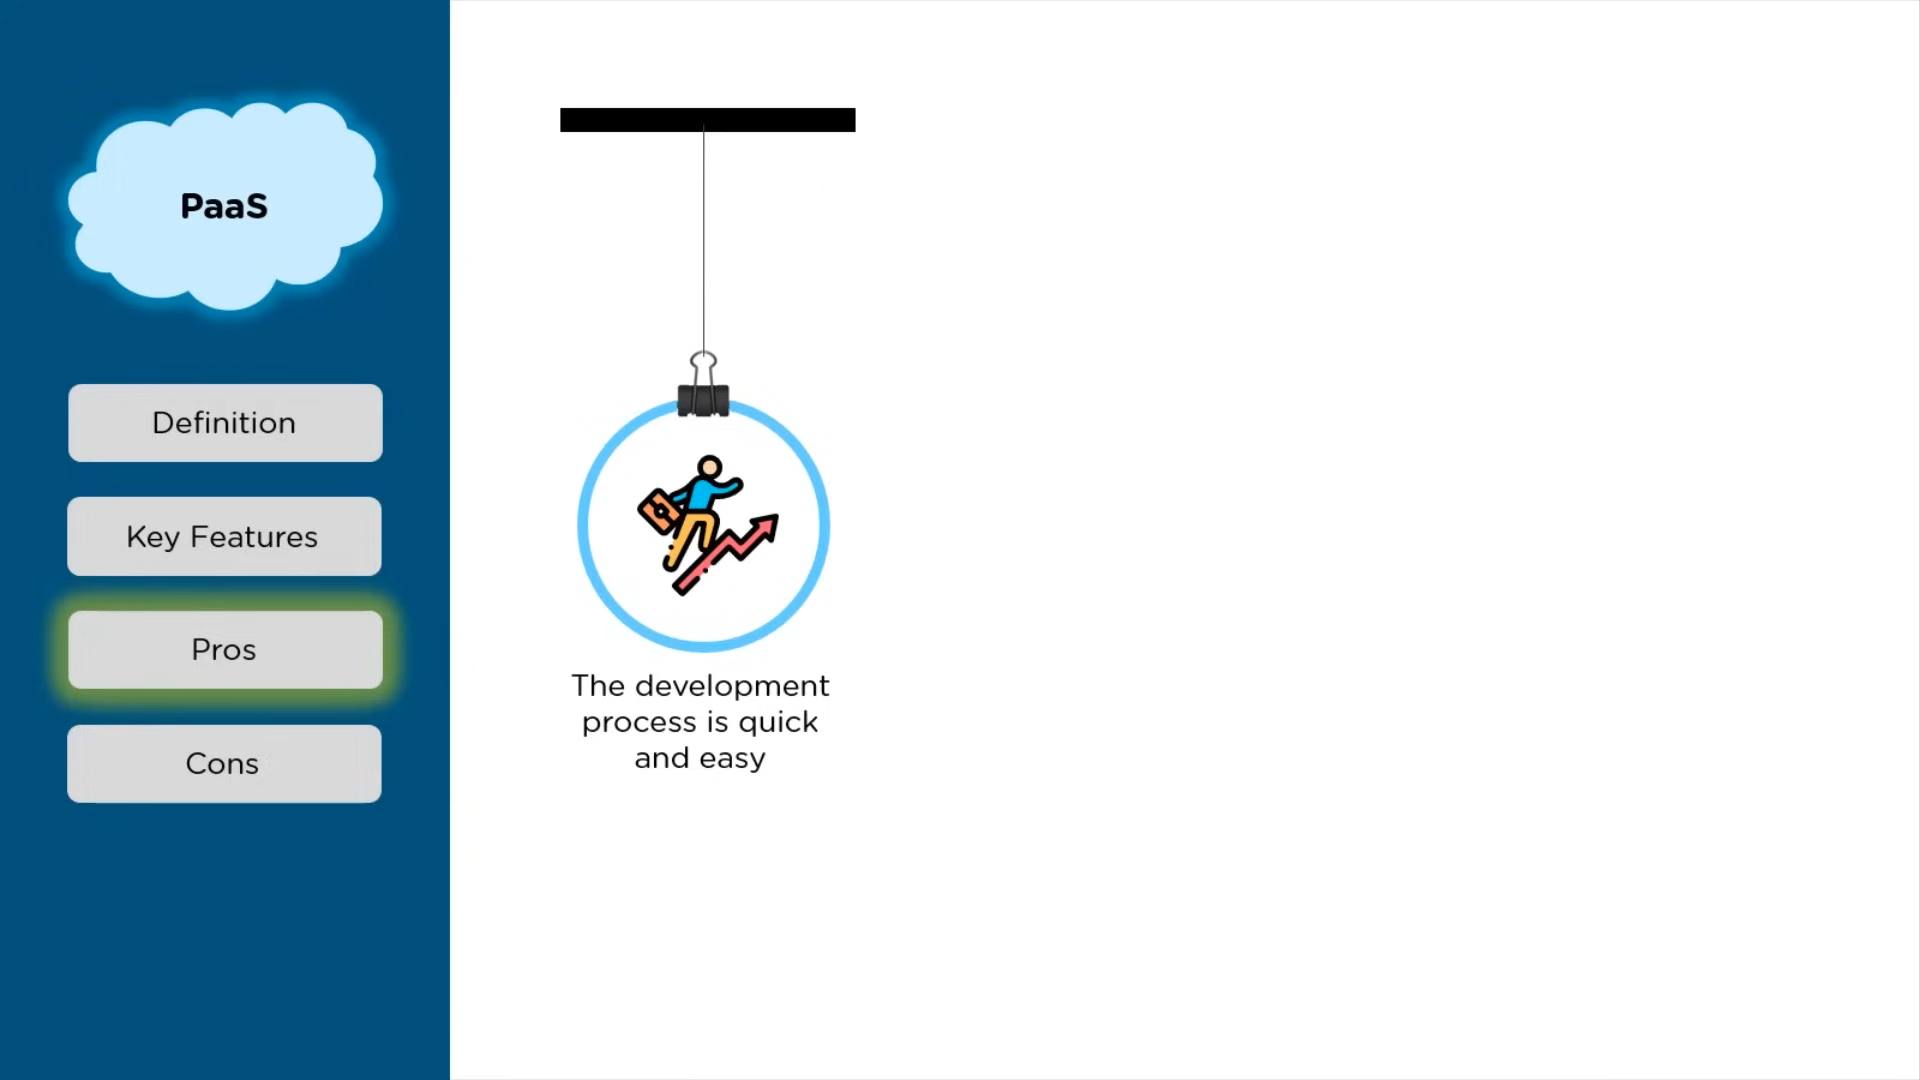 PaaS
Definition
Key Features
Pros
Cons
The development
process is quick
and easy